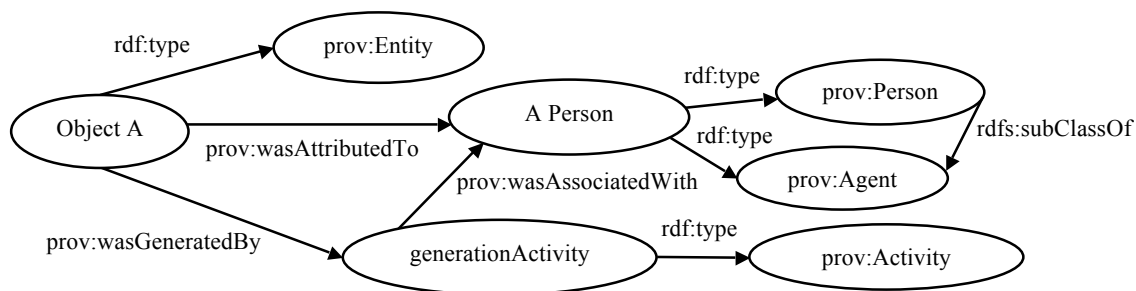 rdf:type
prov:Entity
rdf:type
prov:Person
Object A
A Person
rdfs:subClassOf
prov:wasAttributedTo
rdf:type
prov:wasAssociatedWith
prov:Agent
prov:wasGeneratedBy
generationActivity
rdf:type
prov:Activity